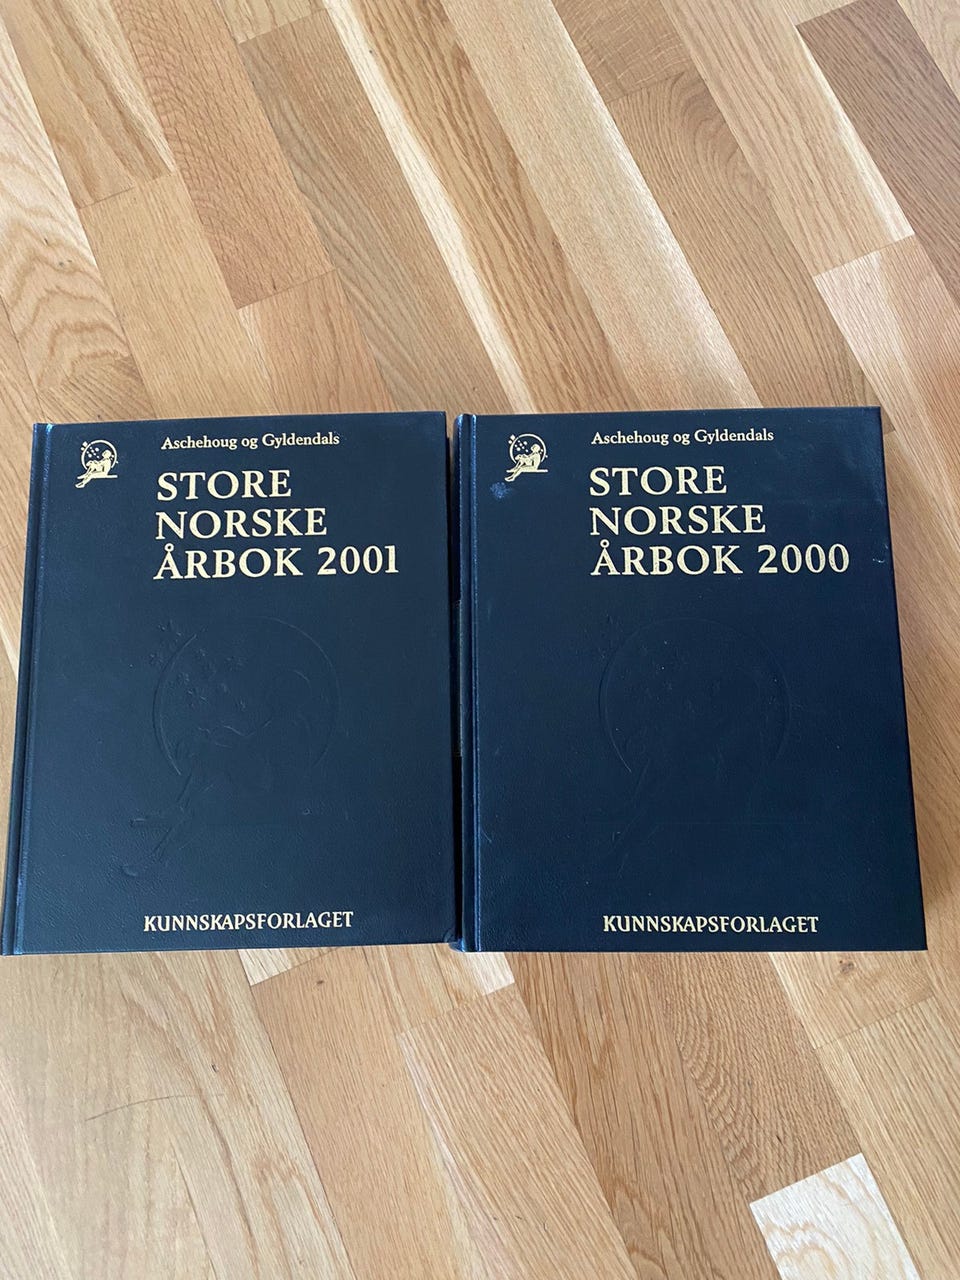 Aschehoug og Gyldendals
STORE
NORSKE
ÅRBOK 2001
KUNNSKAPSFORLAGET
Aschehoug og Gyldendals
STORE
NORSKE
ÅRBOK 2000
KUNNSKAPSFORLAGET